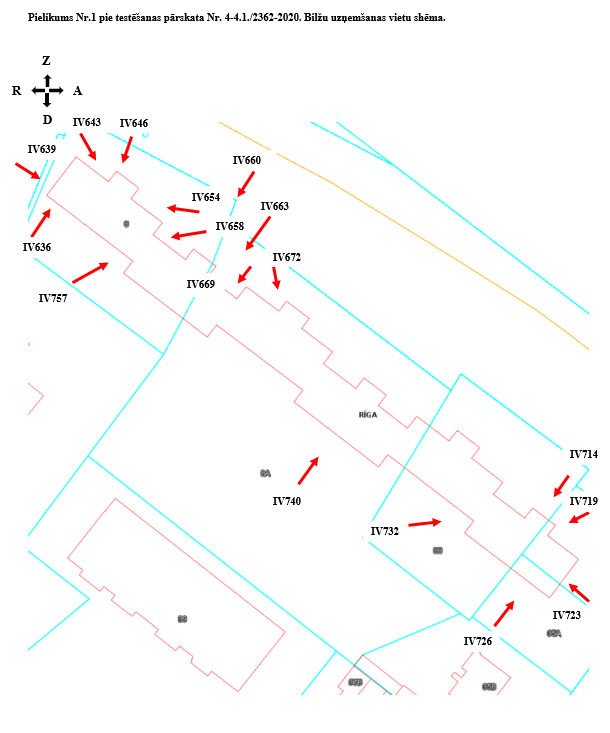 Pielikums Nr.1 pie testēšanas pārskata Nr. 4-4.1./2362-2020. Bilžu uzņemšanas vietu shēma.
Z
R A
D
IV643 IV646
IV639
IV660
IV654
IV663
IV658
IV636
IV672
IV669
IV757
RĪGA
IV714
IV740
IV719
IV732
IV723
IV726